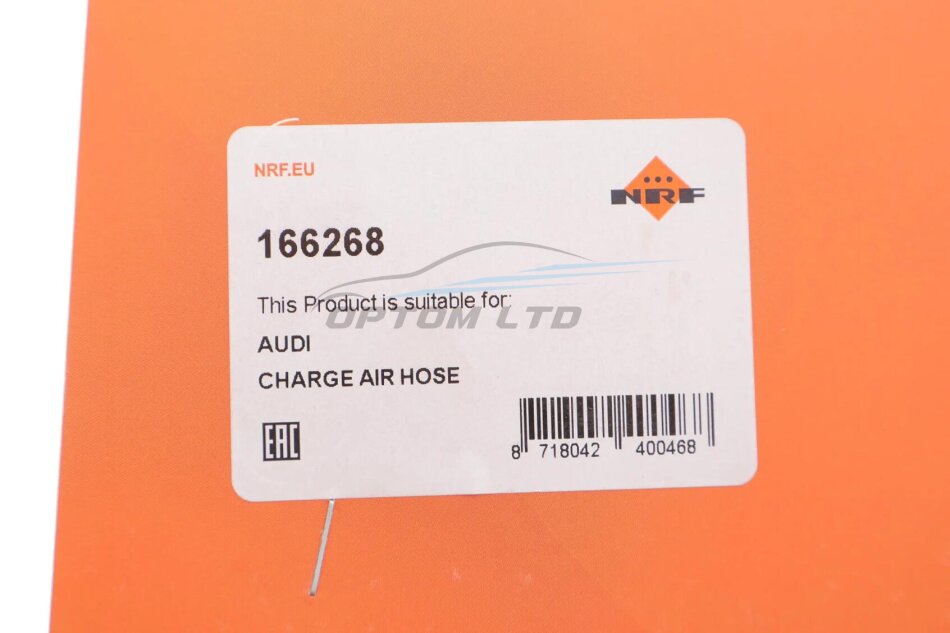 NRF.EU
NRF
166268
This Product is suitable for:
OPTOM LTD
AUDI
CHARGE AIR HOSE
EAC
8 718042 400468